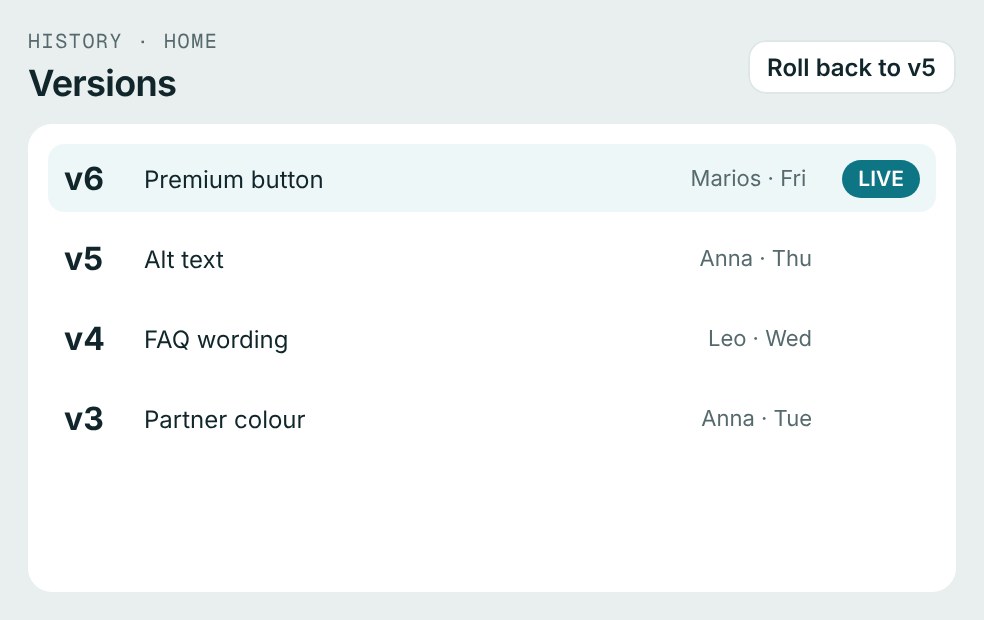 HISTORY · HOME
Versions
Roll back to v5
v6 Premium button Marios · Fri LIVE
v5 Alt text Anna · Thu
v4 FAQ wording Leo · Wed
v3 Partner colour Anna · Tue